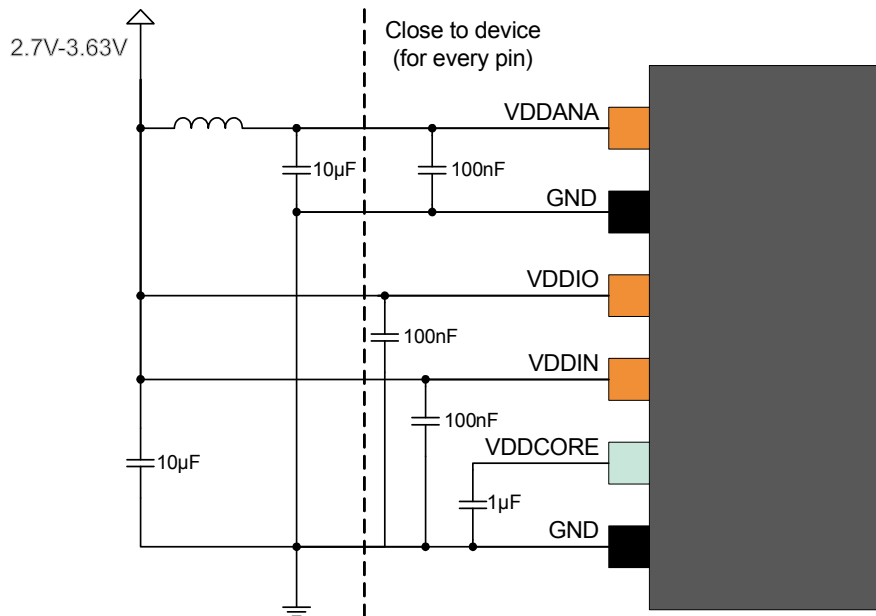 Close to device
(for every pin)
2.7V-3.63V
VDDANA
10µF
100nF
GND
VDDIO
100nF
VDDIN
100nF
VDDCORE
10µF
1µF
GND